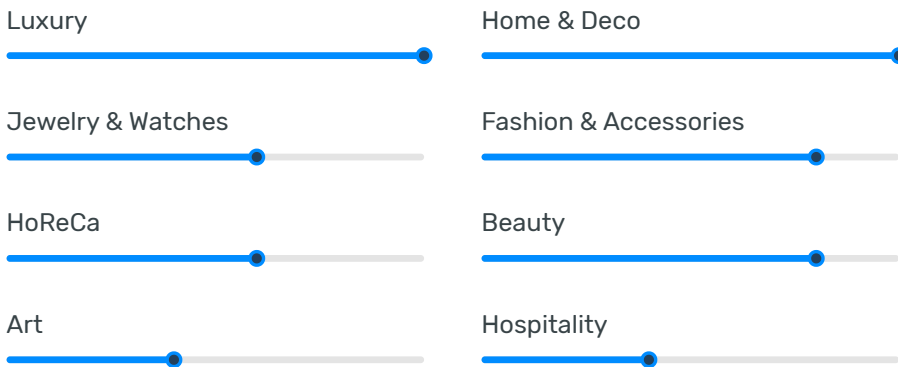 Luxury
Home & Deco
Jewelry & Watches
Fashion & Accessories
HoReCa
Beauty
Art
Hospitality